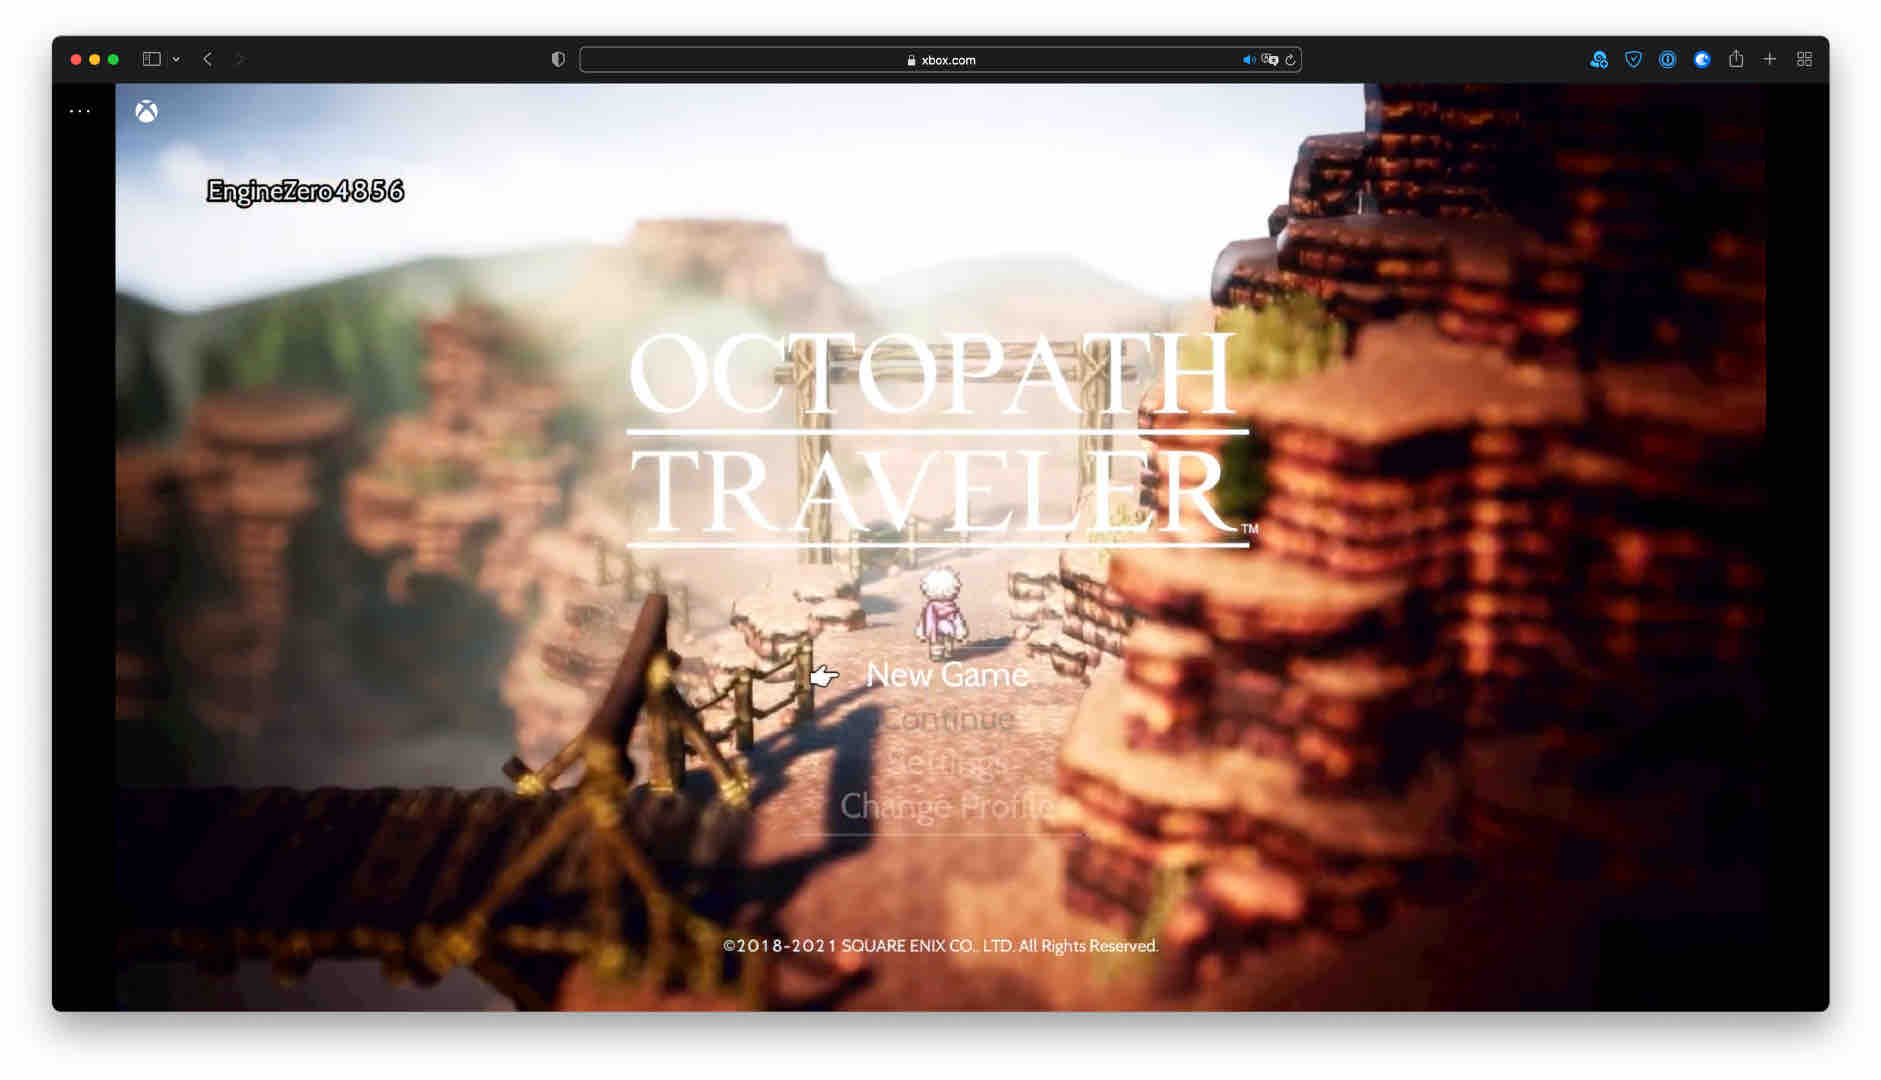 xbox.com
EngineZero4856
OCTOPATH
TRAVELER™
New Game
Continue
Settings
Change Profile
©2018-2021 SQUARE ENIX CO., LTD. All Rights Reserved.